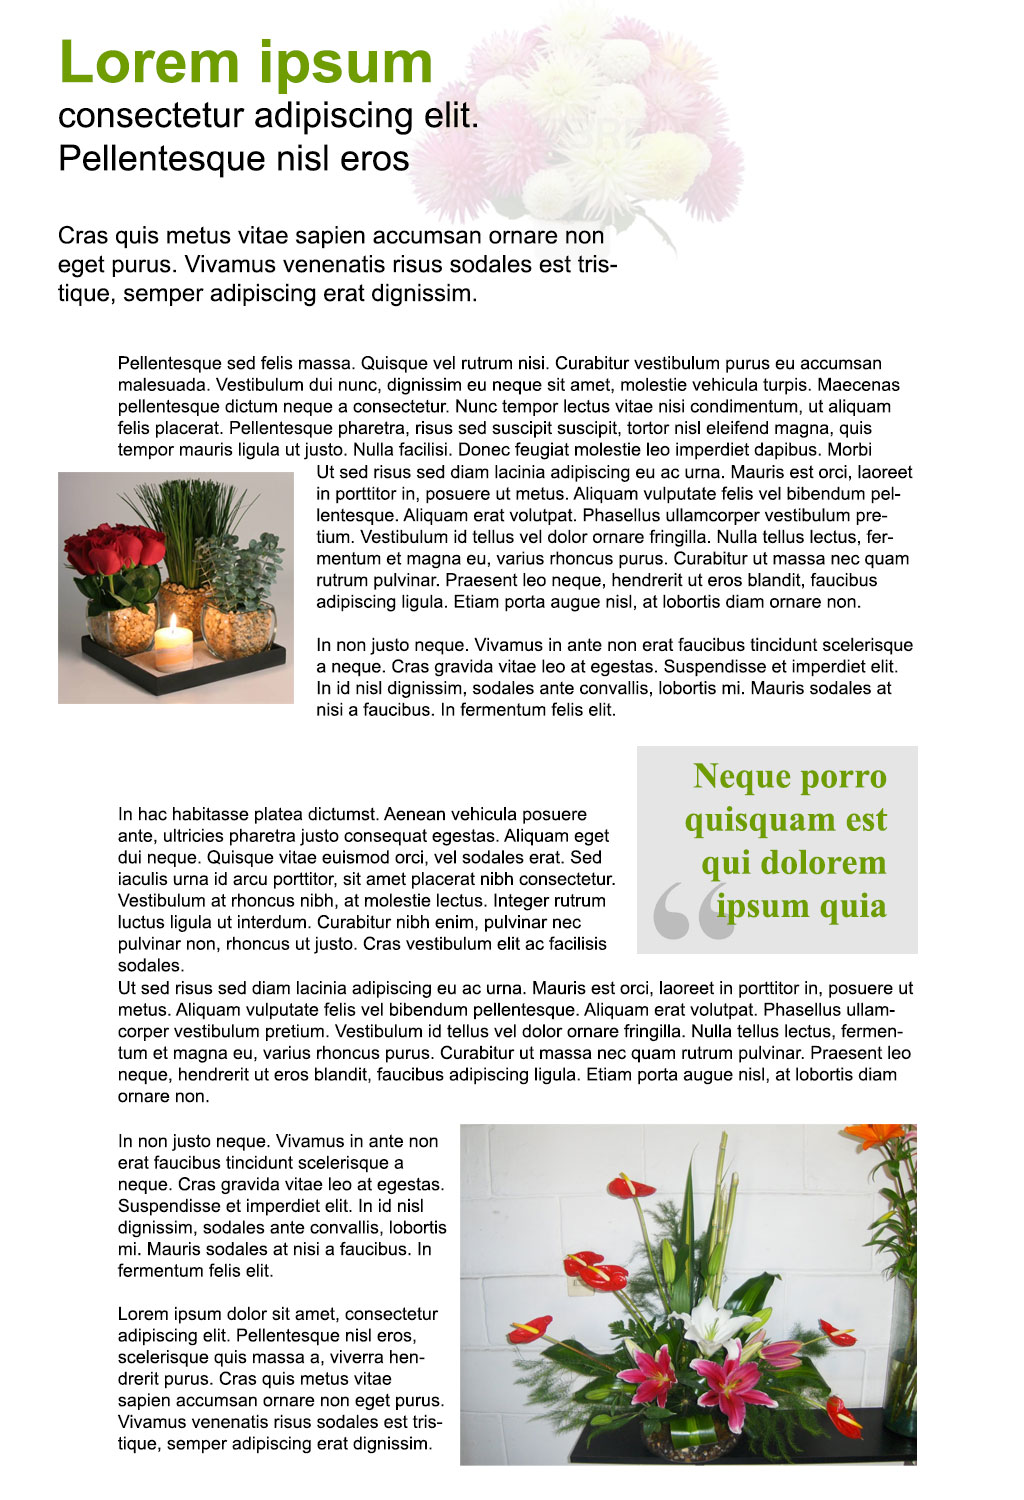 Lorem ipsum
consectetur adipiscing elit.
Pellentesque nisl eros
Cras quis metus vitae sapien accumsan ornare non
eget purus. Vivamus venenatis risus sodales est tris-
tique, semper adipiscing erat dignissim.
Pellentesque sed felis massa. Quisque vel rutrum nisi. Curabitur vestibulum purus eu accumsan
malesuada. Vestibulum dui nunc, dignissim eu neque sit amet, molestie vehicula turpis. Maecenas
pellentesque dictum neque a consectetur. Nunc tempor lectus vitae nisi condimentum, ut aliquam
felis placerat. Pellentesque pharetra, risus sed suscipit suscipit, tortor nisl eleifend magna, quis
tempor mauris ligula ut justo. Nulla facilisi. Donec feugiat molestie leo imperdiet dapibus. Morbi
Ut sed risus sed diam lacinia adipiscing eu ac urna. Mauris est orci, laoreet
in porttitor in, posuere ut metus. Aliquam vulputate felis vel bibendum pel-
lentesque. Aliquam erat volutpat. Phasellus ullamcorper vestibulum pre-
tium. Vestibulum id tellus vel dolor ornare fringilla. Nulla tellus lectus, fer-
mentum et magna eu, varius rhoncus purus. Curabitur ut massa nec quam
rutrum pulvinar. Praesent leo neque, hendrerit ut eros blandit, faucibus
adipiscing ligula. Etiam porta augue nisl, at lobortis diam ornare non.
In non justo neque. Vivamus in ante non erat faucibus tincidunt scelerisque
a neque. Cras gravida vitae leo at egestas. Suspendisse et imperdiet elit.
In id nisl dignissim, sodales ante convallis, lobortis mi. Mauris sodales at
nisi a faucibus. In fermentum felis elit.
Neque porro
quisquam est
qui dolorem
“ipsum quia
In hac habitasse platea dictumst. Aenean vehicula posuere
ante, ultricies pharetra justo consequat egestas. Aliquam eget
dui neque. Quisque vitae euismod orci, vel sodales erat. Sed
iaculis urna id arcu porttitor, sit amet placerat nibh consectetur.
Vestibulum at rhoncus nibh, at molestie lectus. Integer rutrum
luctus ligula ut interdum. Curabitur nibh enim, pulvinar nec
pulvinar non, rhoncus ut justo. Cras vestibulum elit ac facilisis
sodales.
Ut sed risus sed diam lacinia adipiscing eu ac urna. Mauris est orci, laoreet in porttitor in, posuere ut
metus. Aliquam vulputate felis vel bibendum pellentesque. Aliquam erat volutpat. Phasellus ullam-
corper vestibulum pretium. Vestibulum id tellus vel dolor ornare fringilla. Nulla tellus lectus, fermen-
tum et magna eu, varius rhoncus purus. Curabitur ut massa nec quam rutrum pulvinar. Praesent leo
neque, hendrerit ut eros blandit, faucibus adipiscing ligula. Etiam porta augue nisl, at lobortis diam
ornare non.
In non justo neque. Vivamus in ante non
erat faucibus tincidunt scelerisque a
neque. Cras gravida vitae leo at egestas.
Suspendisse et imperdiet elit. In id nisl
dignissim, sodales ante convallis, lobortis
mi. Mauris sodales at nisi a faucibus. In
fermentum felis elit.
Lorem ipsum dolor sit amet, consectetur
adipiscing elit. Pellentesque nisl eros,
scelerisque quis massa a, viverra hen-
drerit purus. Cras quis metus vitae
sapien accumsan ornare non eget purus.
Vivamus venenatis risus sodales est tris-
tique, semper adipiscing erat dignissim.